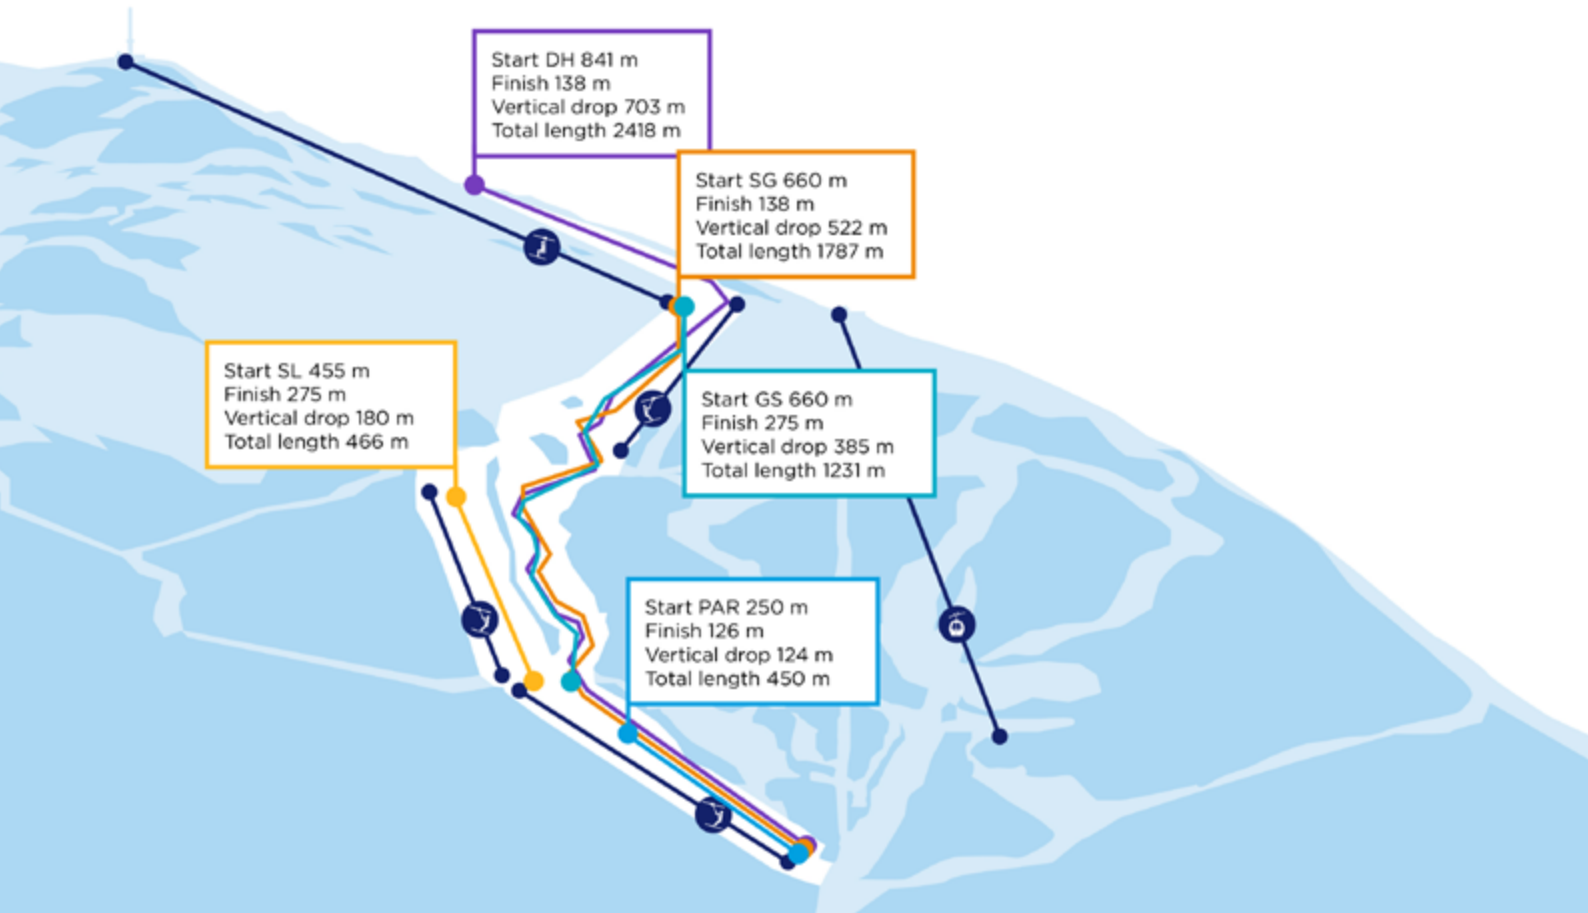 Start DH 841 m
Finish 138 m
Vertical drop 703 m
Total length 2418 m
Start SG 660 m
Finish 138 m
Vertical drop 522 m
Total length 1787 m
Start SL 455 m
Finish 275 m
Vertical drop 180 m
Total length 466 m
Start GS 660 m
Finish 275 m
Vertical drop 385 m
Total length 1231 m
Start PAR 250 m
Finish 126 m
Vertical drop 124 m
Total length 450 m